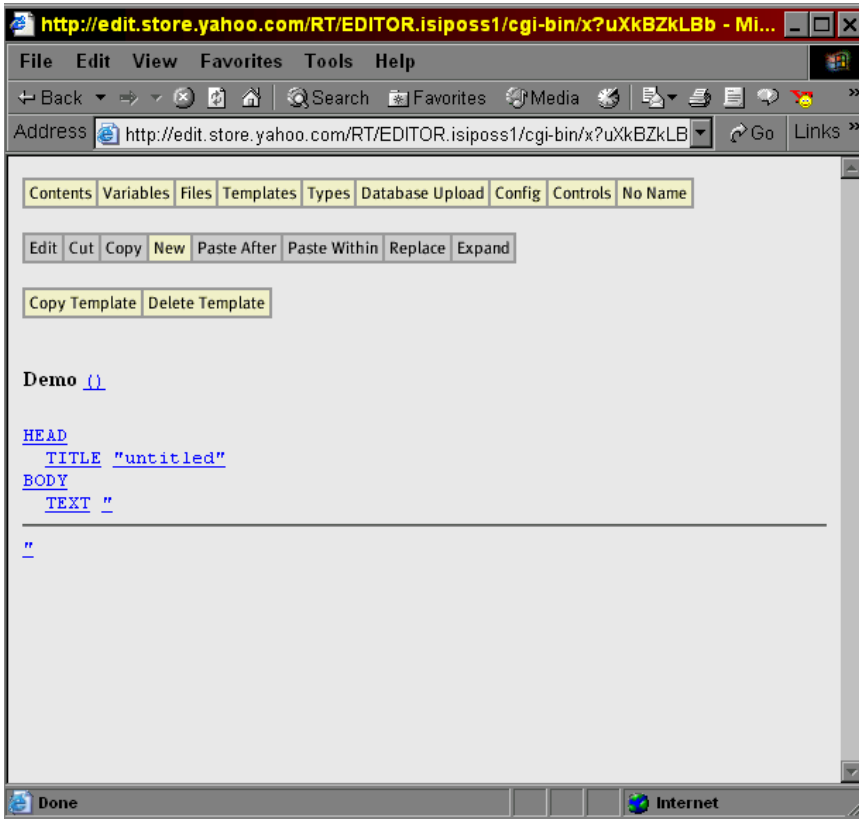 http://edit.store.yahoo.com/RT/EDITOR.isiposs1/cgi-bin/x?uXkBZkLBb - Mi...
File Edit View Favorites Tools Help
Back Search Favorites Media »
Address http://edit.store.yahoo.com/RT/EDITOR.isiposs1/cgi-bin/x?uXkBZkLB Go Links »
Contents Variables Files Templates Types Database Upload Config Controls No Name
Edit Cut Copy New Paste After Paste Within Replace Expand
Copy Template Delete Template
Demo ()
HEAD
TITLE "untitled"
BODY
TEXT "
"
Done Internet